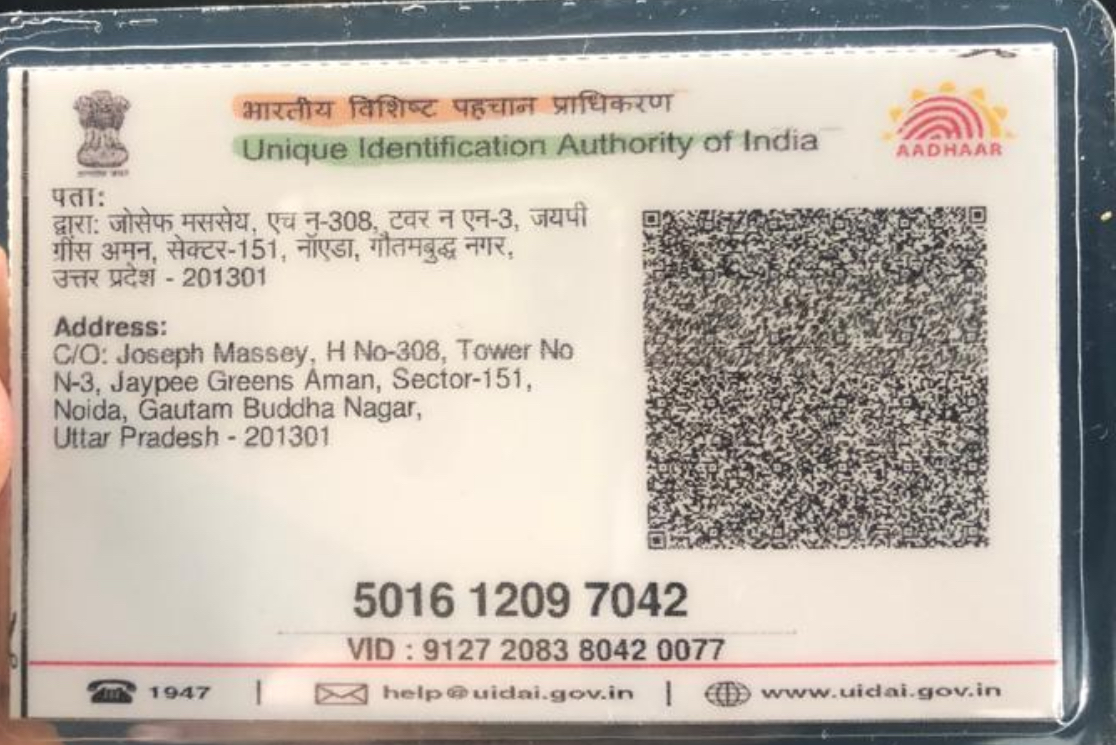 भारतीय विशिष्ट पहचान प्राधिकरण
Unique Identification Authority of India
AADHAAR
पता:
द्वारा: जोसेफ मससेय, एच न-308, टवर न एन-3, जयपी
ग्रींस अमन, सेक्टर-151, नॉएडा, गौतमबुद्ध नगर,
उत्तर प्रदेश - 201301
Address:
C/O: Joseph Massey, H No-308, Tower No
N-3, Jaypee Greens Aman, Sector-151,
Noida, Gautam Buddha Nagar,
Uttar Pradesh - 201301
5016 1209 7042
VID : 9127 2083 8042 0077
1947 | help@uidai.gov.in | www.uidai.gov.in